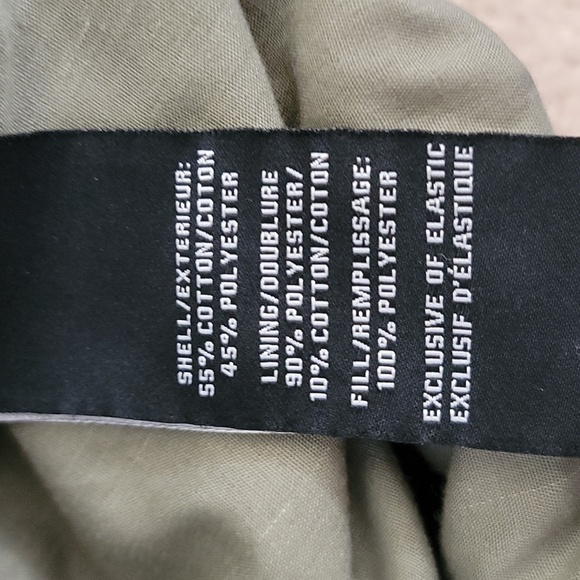 SHELL/EXTERIEUR:
55% COTTON/COTON
45% POLYESTER
LINING/DOUBLURE
90% POLYESTER/
10% COTTON/COTON
FILL/REMPLISSAGE:
100% POLYESTER
EXCLUSIVE OF ELASTIC
EXCLUSIF D'ÉLASTIQUE